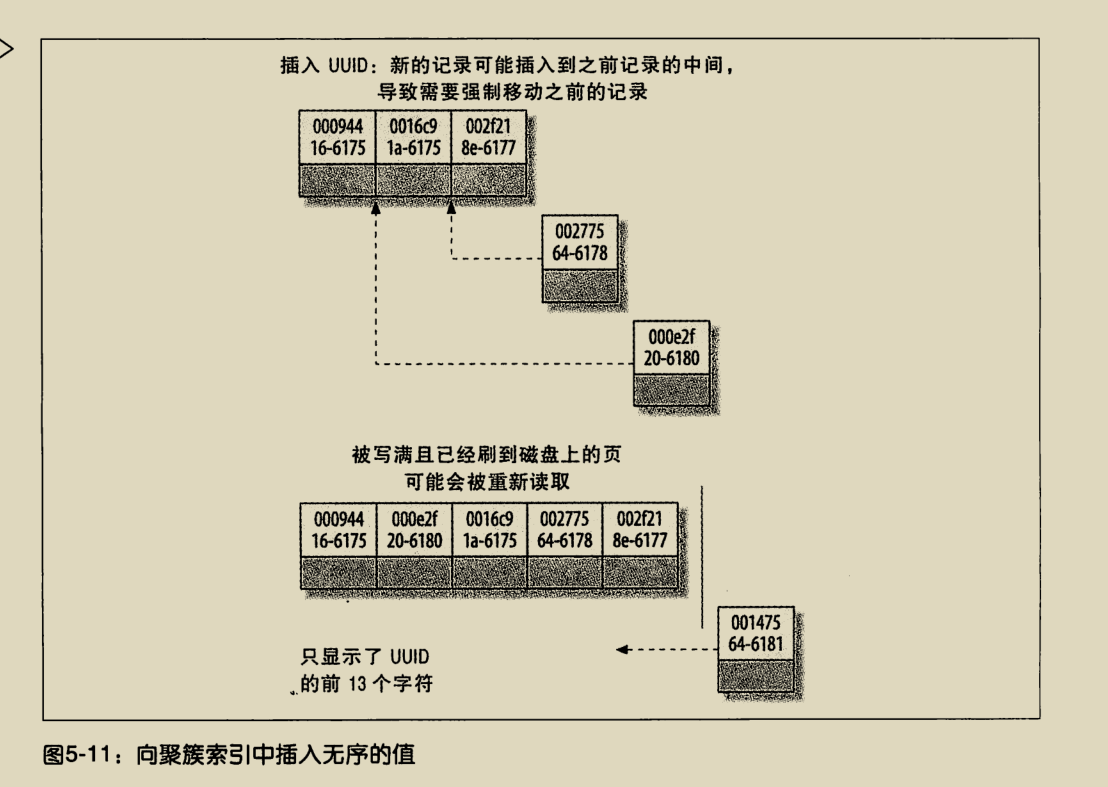 插入 UUID：新的记录可能插入到之前记录的中间，
导致需要强制移动之前的记录
000944 0016c9 002f21
16-6175 1a-6175 8e-6177
002775
64-6178
000e2f
20-6180
被写满且已经刷到磁盘上的页
可能会被重新读取
000944 000e2f 0016c9 002775 002f21
16-6175 20-6180 1a-6175 64-6178 8e-6177
001475
64-6181
只显示了 UUID
的前 13 个字符
图5-11：向聚簇索引中插入无序的值